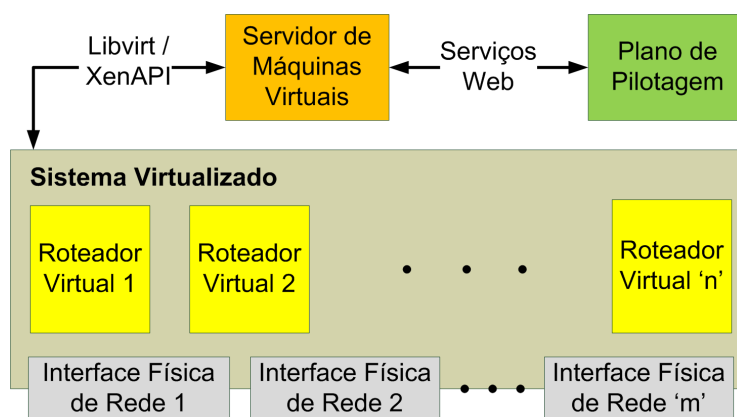 Libvirt /
XenAPI
Servidor de
Máquinas
Virtuais
Serviços
Web
Plano de
Pilotagem
Sistema Virtualizado
Roteador
Virtual 1
Roteador
Virtual 2
. . .
Roteador
Virtual ‘n’
Interface Física
de Rede 1
Interface Física
de Rede 2
...
Interface Física
de Rede ‘m’